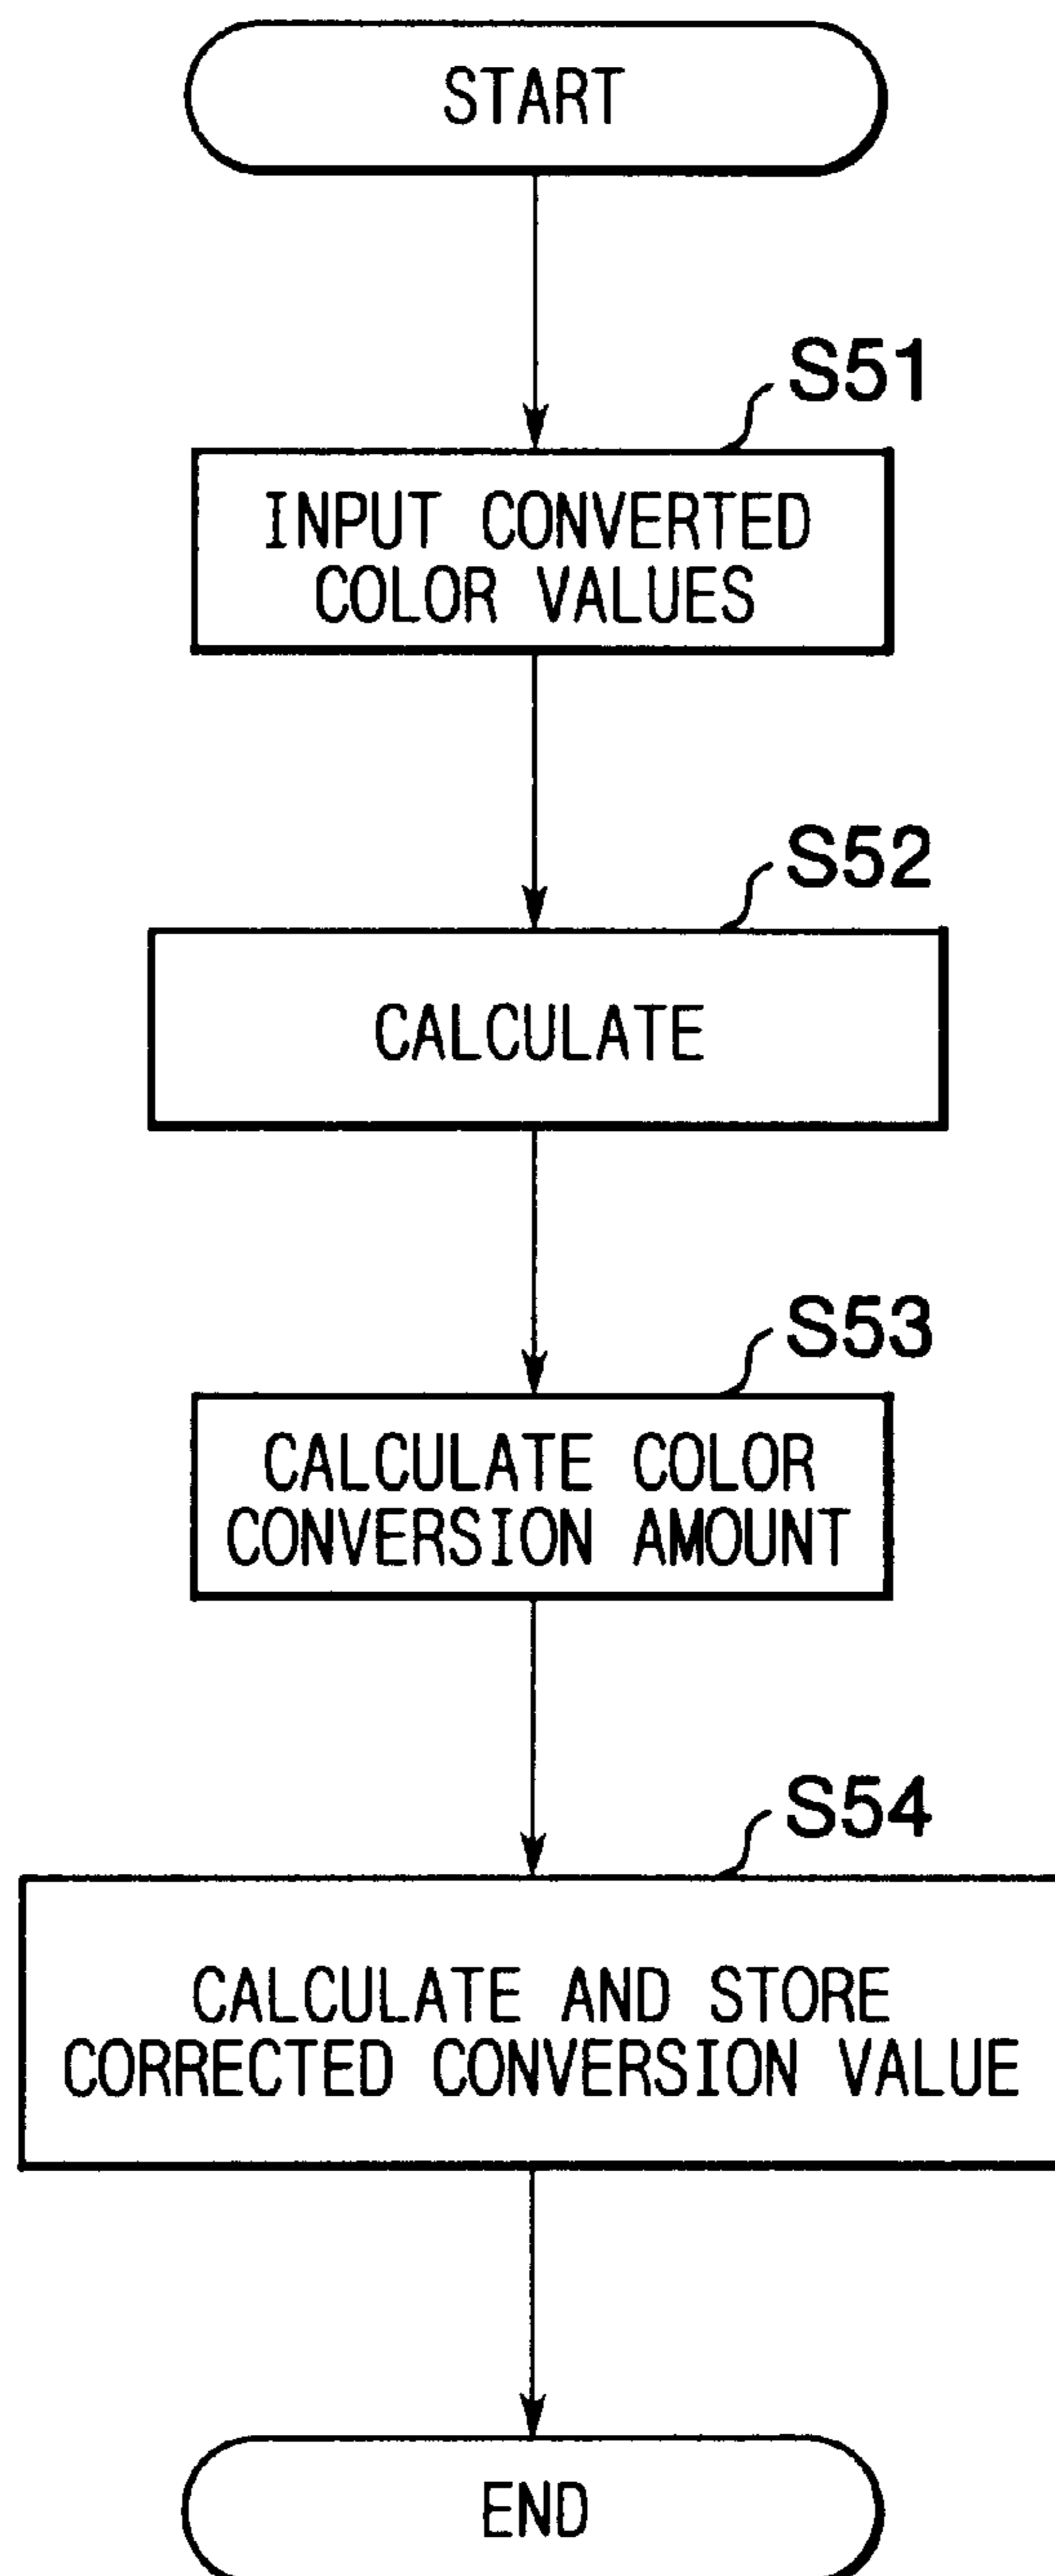 START
S51
INPUT CONVERTED
COLOR VALUES
S52
CALCULATE
S53
CALCULATE COLOR
CONVERSION AMOUNT
S54
CALCULATE AND STORE
CORRECTED CONVERSION VALUE
END